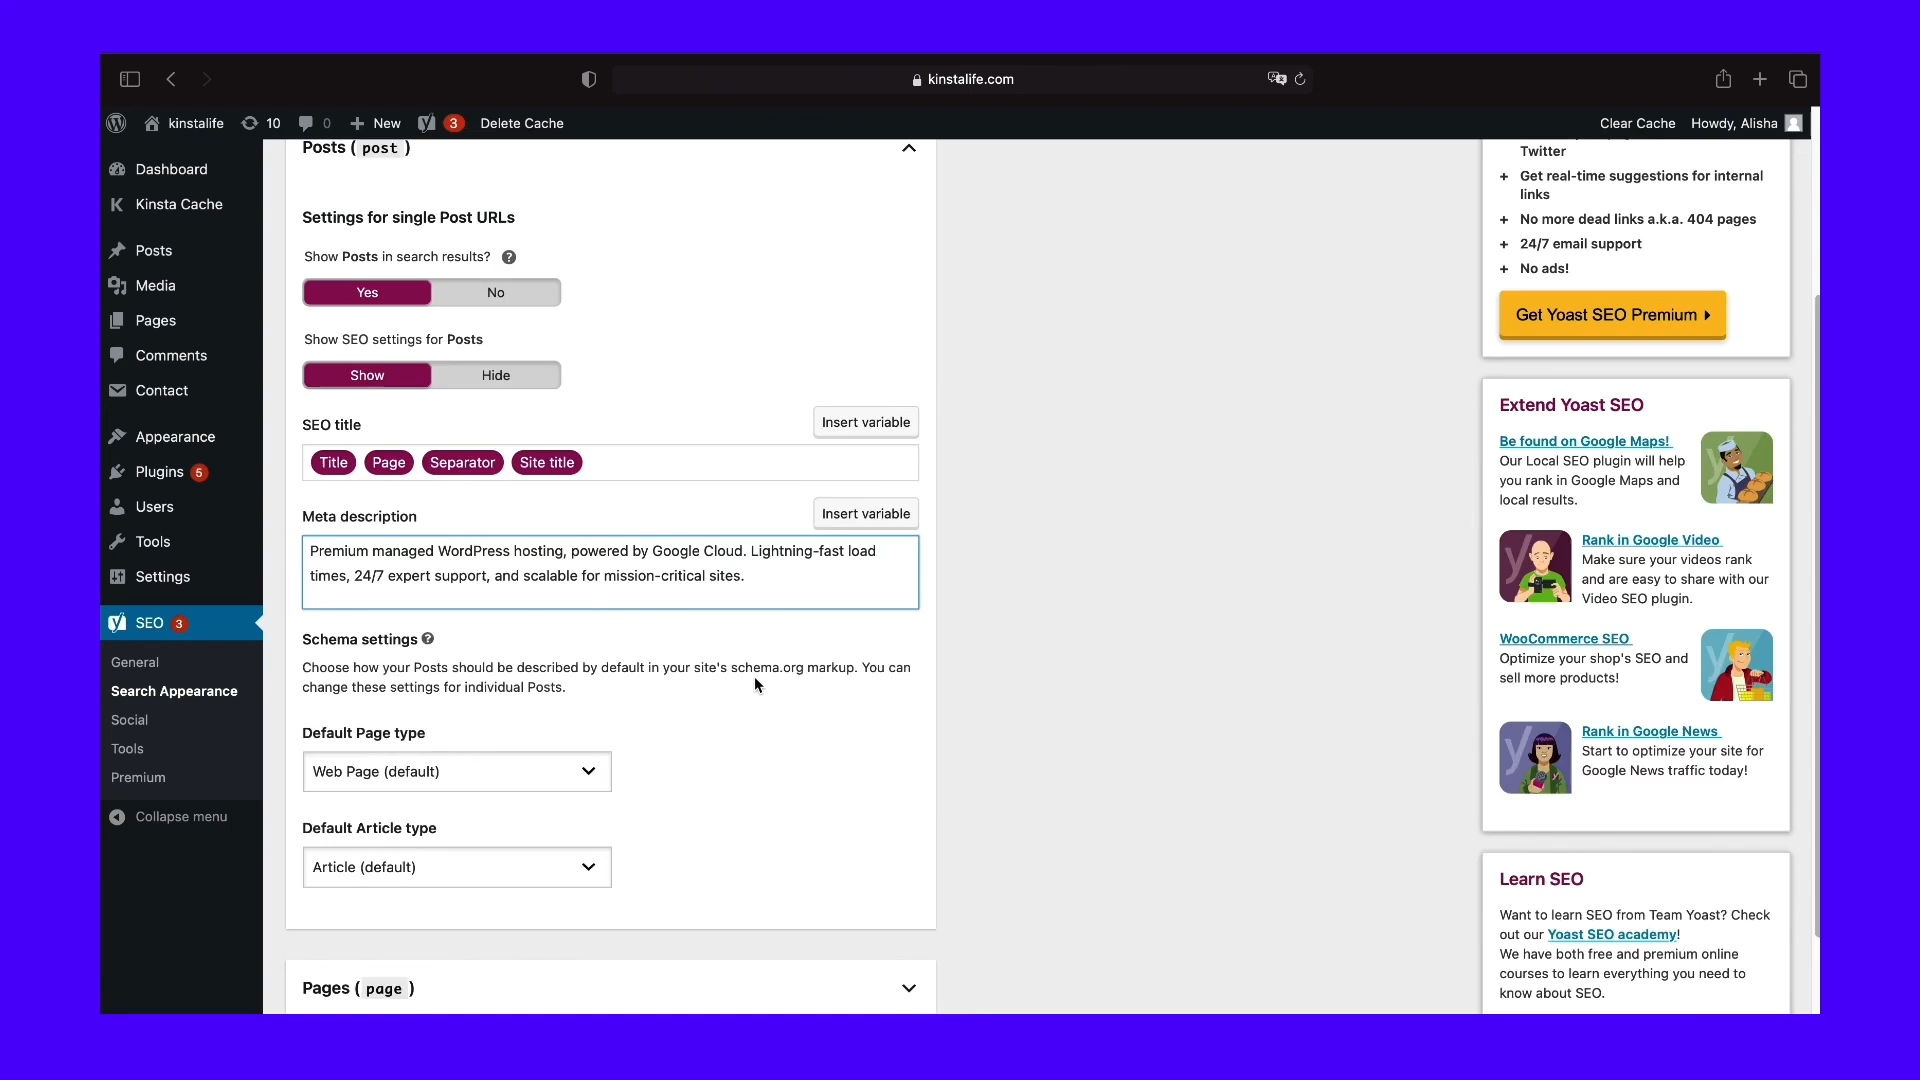 kinstalife.com
kinstalife 10 0 New 3 Delete Cache Clear Cache Howdy, Alisha
Dashboard
Kinsta Cache
Posts
Media
Pages
Comments
Contact
Appearance
Plugins 5
Users
Tools
Settings
SEO 3
General
Search Appearance
Social
Tools
Premium
Collapse menu
Posts ( post )
Settings for single Post URLs
Show Posts in search results? ?
Yes No
Show SEO settings for Posts
Show Hide
SEO title Insert variable
Title Page Separator Site title
Meta description Insert variable
Premium managed WordPress hosting, powered by Google Cloud. Lightning-fast load
times, 24/7 expert support, and scalable for mission-critical sites.
Schema settings ?
Choose how your Posts should be described by default in your site's schema.org markup. You can
change these settings for individual Posts.
Default Page type
Web Page (default)
Default Article type
Article (default)
Pages ( page )
Twitter
+ Get real-time suggestions for internal
links
+ No more dead links a.k.a. 404 pages
+ 24/7 email support
+ No ads!
Get Yoast SEO Premium
Extend Yoast SEO
Be found on Google Maps!
Our Local SEO plugin will help
you rank in Google Maps and
local results.
Rank in Google Video
Make sure your videos rank
and are easy to share with our
Video SEO plugin.
WooCommerce SEO
Optimize your shop's SEO and
sell more products!
Rank in Google News
Start to optimize your site for
Google News traffic today!
Learn SEO
Want to learn SEO from Team Yoast? Check
out our Yoast SEO academy!
We have both free and premium online
courses to learn everything you need to
know about SEO.